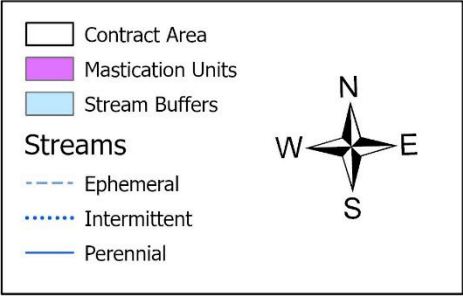 Contract Area
Mastication Units
Stream Buffers
Streams
Ephemeral
Intermittent
Perennial
N
W E
S